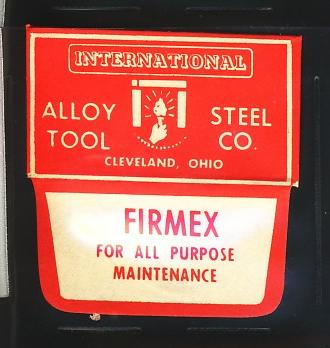 INTERNATIONAL
ALLOY STEEL
TOOL CO.
CLEVELAND, OHIO
FIRMEX
FOR ALL PURPOSE
MAINTENANCE